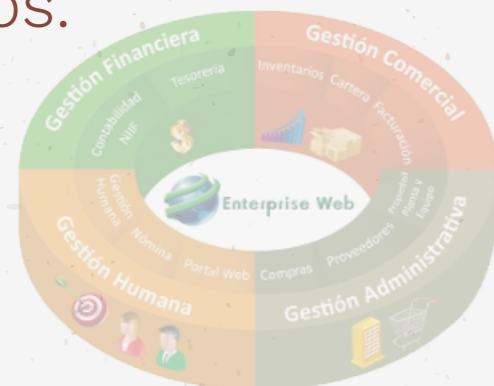 os.
Gestión Financiera
Contabilidad
NIIF
Tesorería
Gestión Comercial
Inventarios
Cartera
Facturación
Enterprise Web
Gestión Humana
Gestión
Humana
Nómina
Portal Web
Gestión Administrativa
Compras
Proveedores
Propiedad
Planta y
Equipo